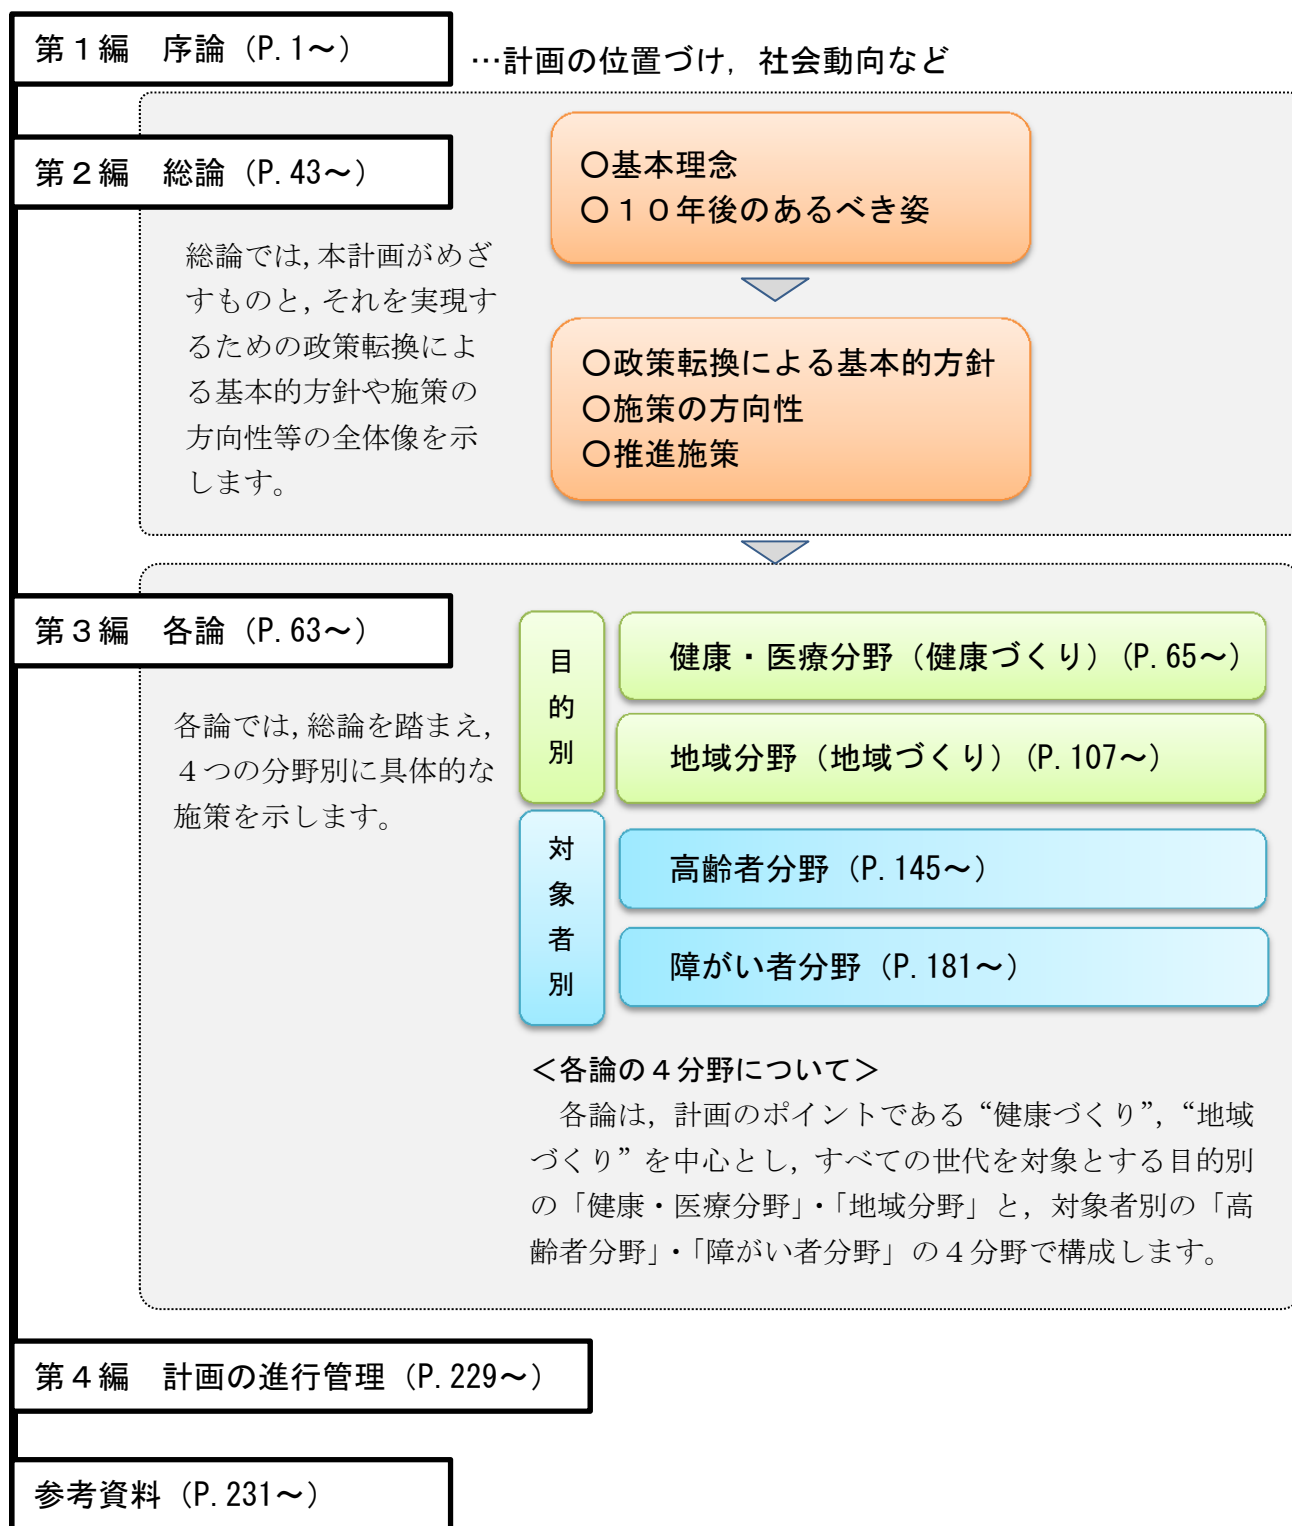 第１編　序論（P.1～）
…計画の位置づけ，社会動向など
第２編　総論（P.43～）
○基本理念
○１０年後のあるべき姿
総論では，本計画がめざ
すものと，それを実現す
るための政策転換によ
る基本的方針や施策の
方向性等の全体像を示
します。
○政策転換による基本的方針
○施策の方向性
○推進施策
第３編　各論（P.63～）
各論では，総論を踏まえ，
４つの分野別に具体的な
施策を示します。
目的別
健康・医療分野（健康づくり）（P.65～）
地域分野（地域づくり）（P.107～）
対象者別
高齢者分野（P.145～）
障がい者分野（P.181～）
＜各論の４分野について＞
　各論は，計画のポイントである“健康づくり”，“地域
づくり”を中心とし，すべての世代を対象とする目的別
の「健康・医療分野」・「地域分野」と，対象者別の「高
齢者分野」・「障がい者分野」の４分野で構成します。
第４編　計画の進行管理（P.229～）
参考資料（P.231～）